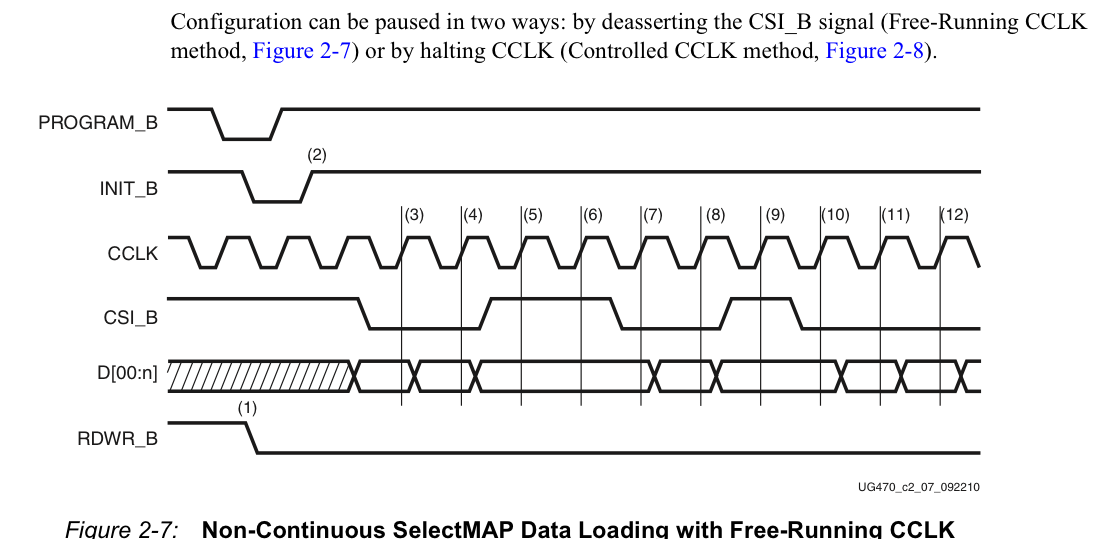 Configuration can be paused in two ways: by deasserting the CSI_B signal (Free-Running CCLK
method, Figure 2-7) or by halting CCLK (Controlled CCLK method, Figure 2-8).
PROGRAM_B
(2)
INIT_B
(3) (4) (5) (6) (7) (8) (9) (10) (11) (12)
CCLK
CSI_B
D[00:n]
(1)
RDWR_B
UG470_c2_07_092210
Figure 2-7: Non-Continuous SelectMAP Data Loading with Free-Running CCLK